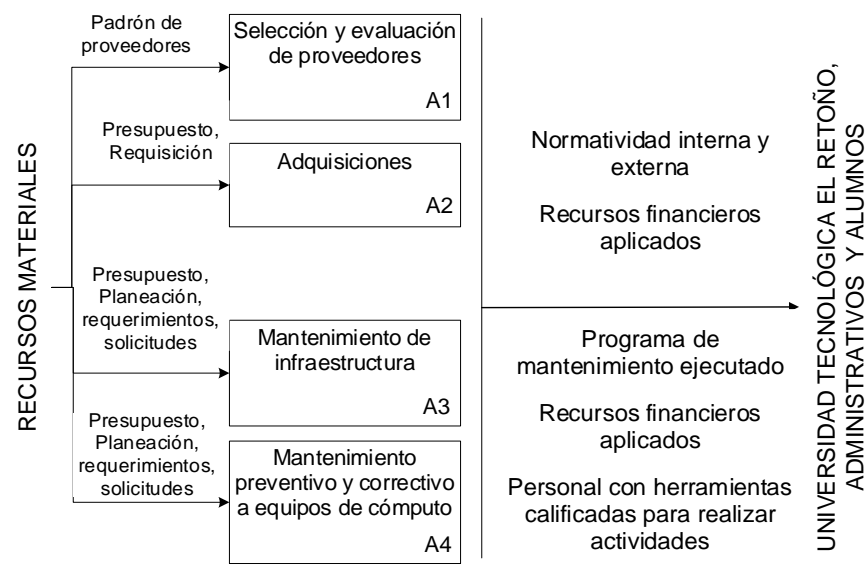 RECURSOS MATERIALES
Padrón de
proveedores
Selección y evaluación
de proveedores
A1
Presupuesto,
Requisición
Adquisiciones
A2
Presupuesto,
Planeación,
requerimientos,
solicitudes
Mantenimiento de
infraestructura
A3
Presupuesto,
Planeación,
requerimientos,
solicitudes
Mantenimiento
preventivo y correctivo
a equipos de cómputo
A4
Normatividad interna y
externa
Recursos financieros
aplicados
Programa de
mantenimiento ejecutado
Recursos financieros
aplicados
Personal con herramientas
calificadas para realizar
actividades
UNIVERSIDAD TECNOLÓGICA EL RETOÑO,
ADMINISTRATIVOS Y ALUMNOS